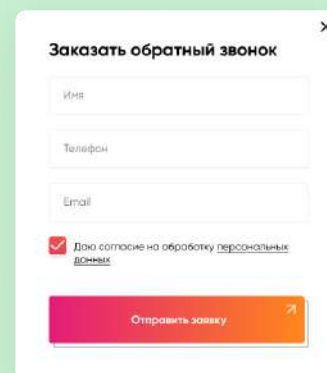 Заказать обратный звонок
Имя
Телефон
Email
Даю согласие на обработку персональных
данных
Отправить заявку